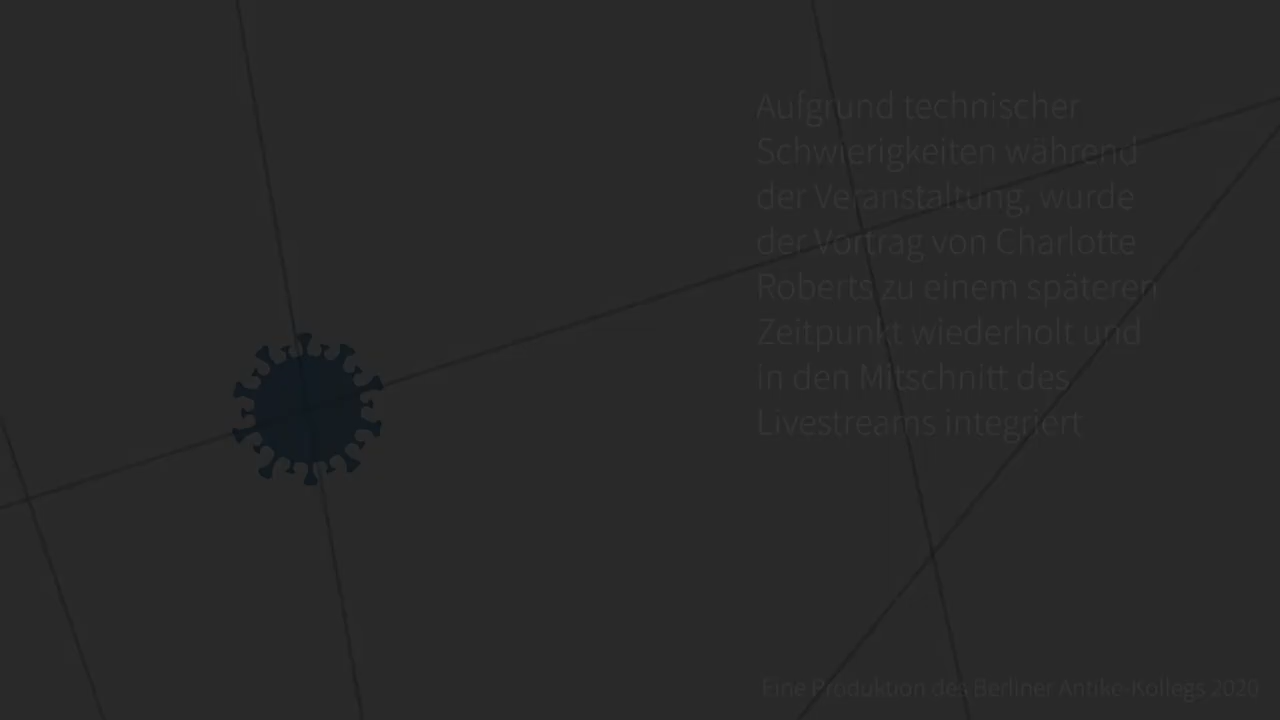 Aufgrund technischer
Schwierigkeiten während
der Veranstaltung, wurde
der Vortrag von Charlotte
Roberts zu einem späteren
Zeitpunkt wiederholt und
in den Mitschnitt des
Livestreams integriert
Eine Produktion des Berliner Antike-Kollegs 2020